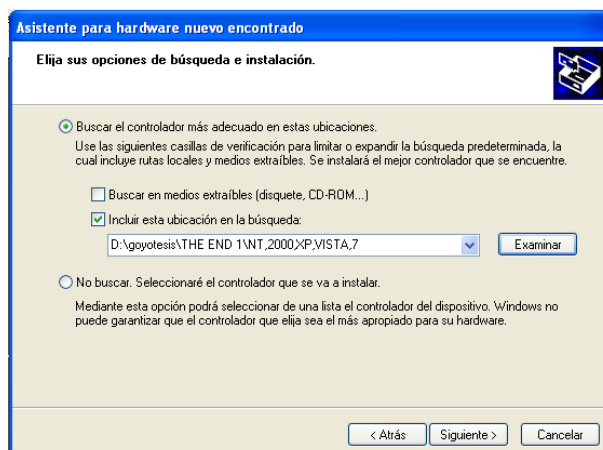 Asistente para hardware nuevo encontrado
Elija sus opciones de búsqueda e instalación.
Buscar el controlador más adecuado en estas ubicaciones.
Use las siguientes casillas de verificación para limitar o expandir la búsqueda predeterminada, la
cual incluye rutas locales y medios extraíbles. Se instalará el mejor controlador que se encuentre.
Buscar en medios extraíbles (disquete, CD-ROM...)
Incluir esta ubicación en la búsqueda:
D:\goyotesis\THE END 1\NT,2000,XP,VISTA,7
Examinar
No buscar. Seleccionaré el controlador que se va a instalar.
Mediante esta opción podrá seleccionar de una lista el controlador del dispositivo. Windows no
puede garantizar que el controlador que elija sea el más apropiado para su hardware.
< Atrás
Siguiente >
Cancelar